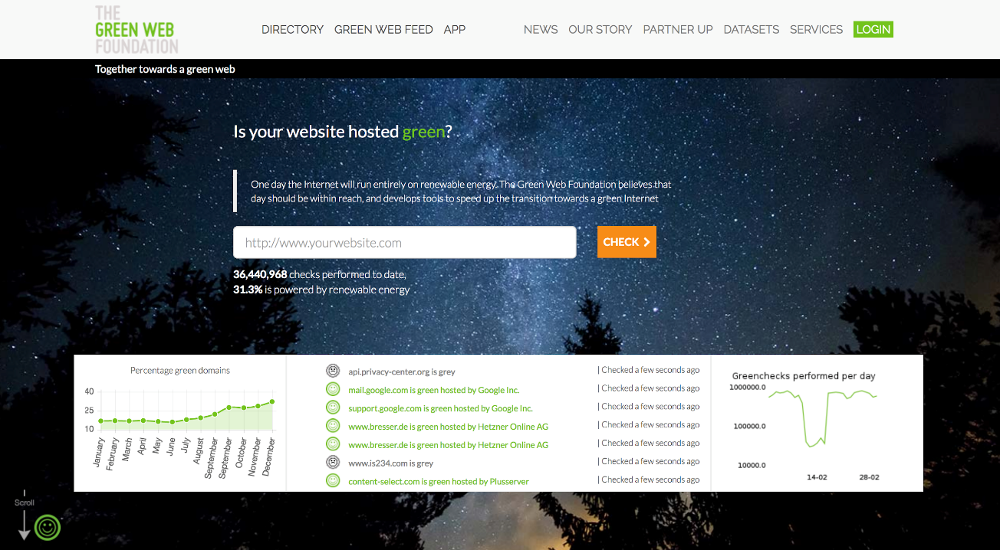 THE
GREEN WEB
FOUNDATION
DIRECTORY GREEN WEB FEED APP NEWS OUR STORY PARTNER UP DATASETS SERVICES LOGIN
Together towards a green web
Is your website hosted green?
One day the Internet will run entirely on renewable energy. The Green Web Foundation believes that
day should be within reach, and develops tools to speed up the transition towards a green Internet
http://www.yourwebsite.com
CHECK
36,440,968 checks performed to date,
31.3% is powered by renewable energy
Percentage green domains
40
25
10
January February March April May June July August September September October November December
api.privacy-center.org is grey | Checked a few seconds ago
mail.google.com is green hosted by Google Inc. | Checked a few seconds ago
support.google.com is green hosted by Google Inc. | Checked a few seconds ago
www.bresser.de is green hosted by Hetzner Online AG | Checked a few seconds ago
www.bresser.de is green hosted by Hetzner Online AG | Checked a few seconds ago
www.is234.com is grey | Checked a few seconds ago
content-select.com is green hosted by Plusserver | Checked a few seconds ago
Greenchecks performed per day
1000000.0
100000.0
10000.0
14-02 28-02
Scroll